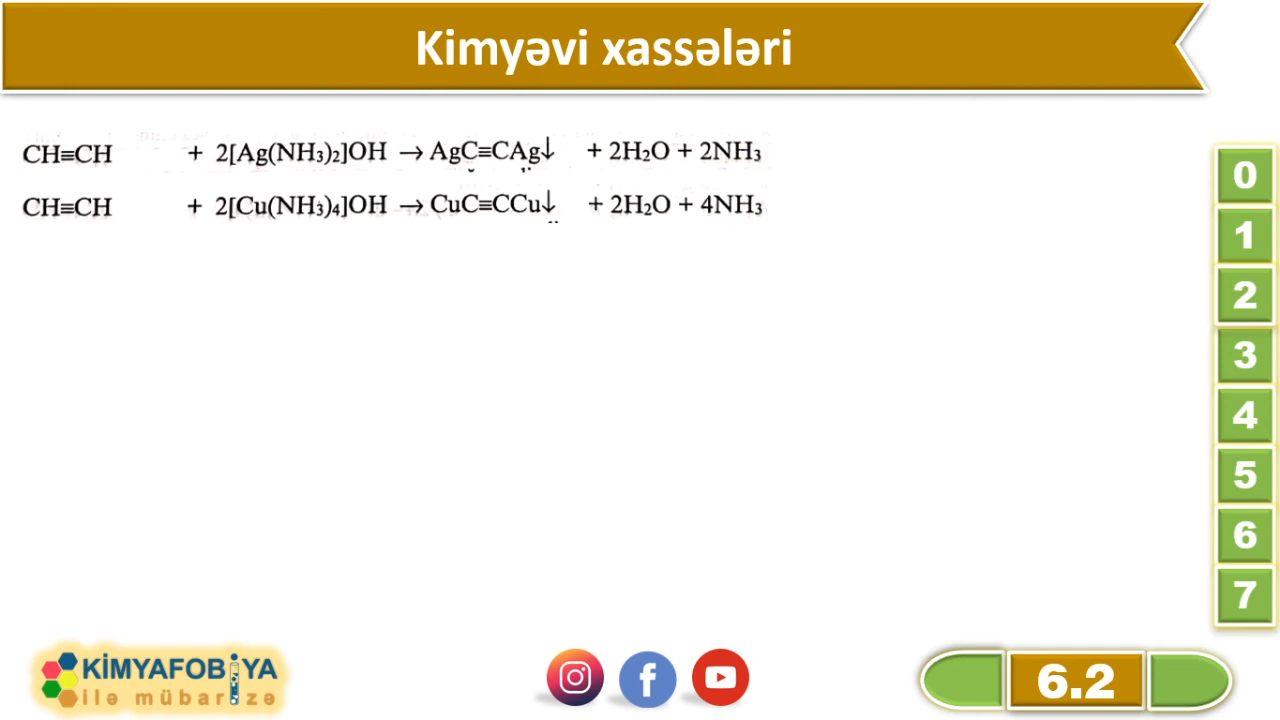 Kimyəvi xassələri
CH≡CH + 2[Ag(NH₃)₂]OH → AgC≡CAg↓ + 2H₂O + 2NH₃
CH≡CH + 2[Cu(NH₃)₄]OH → CuC≡CCu↓ + 2H₂O + 4NH₃
0
1
2
3
4
5
6
7
KİMYAFOBİYA
ilə mübarizə
6.2